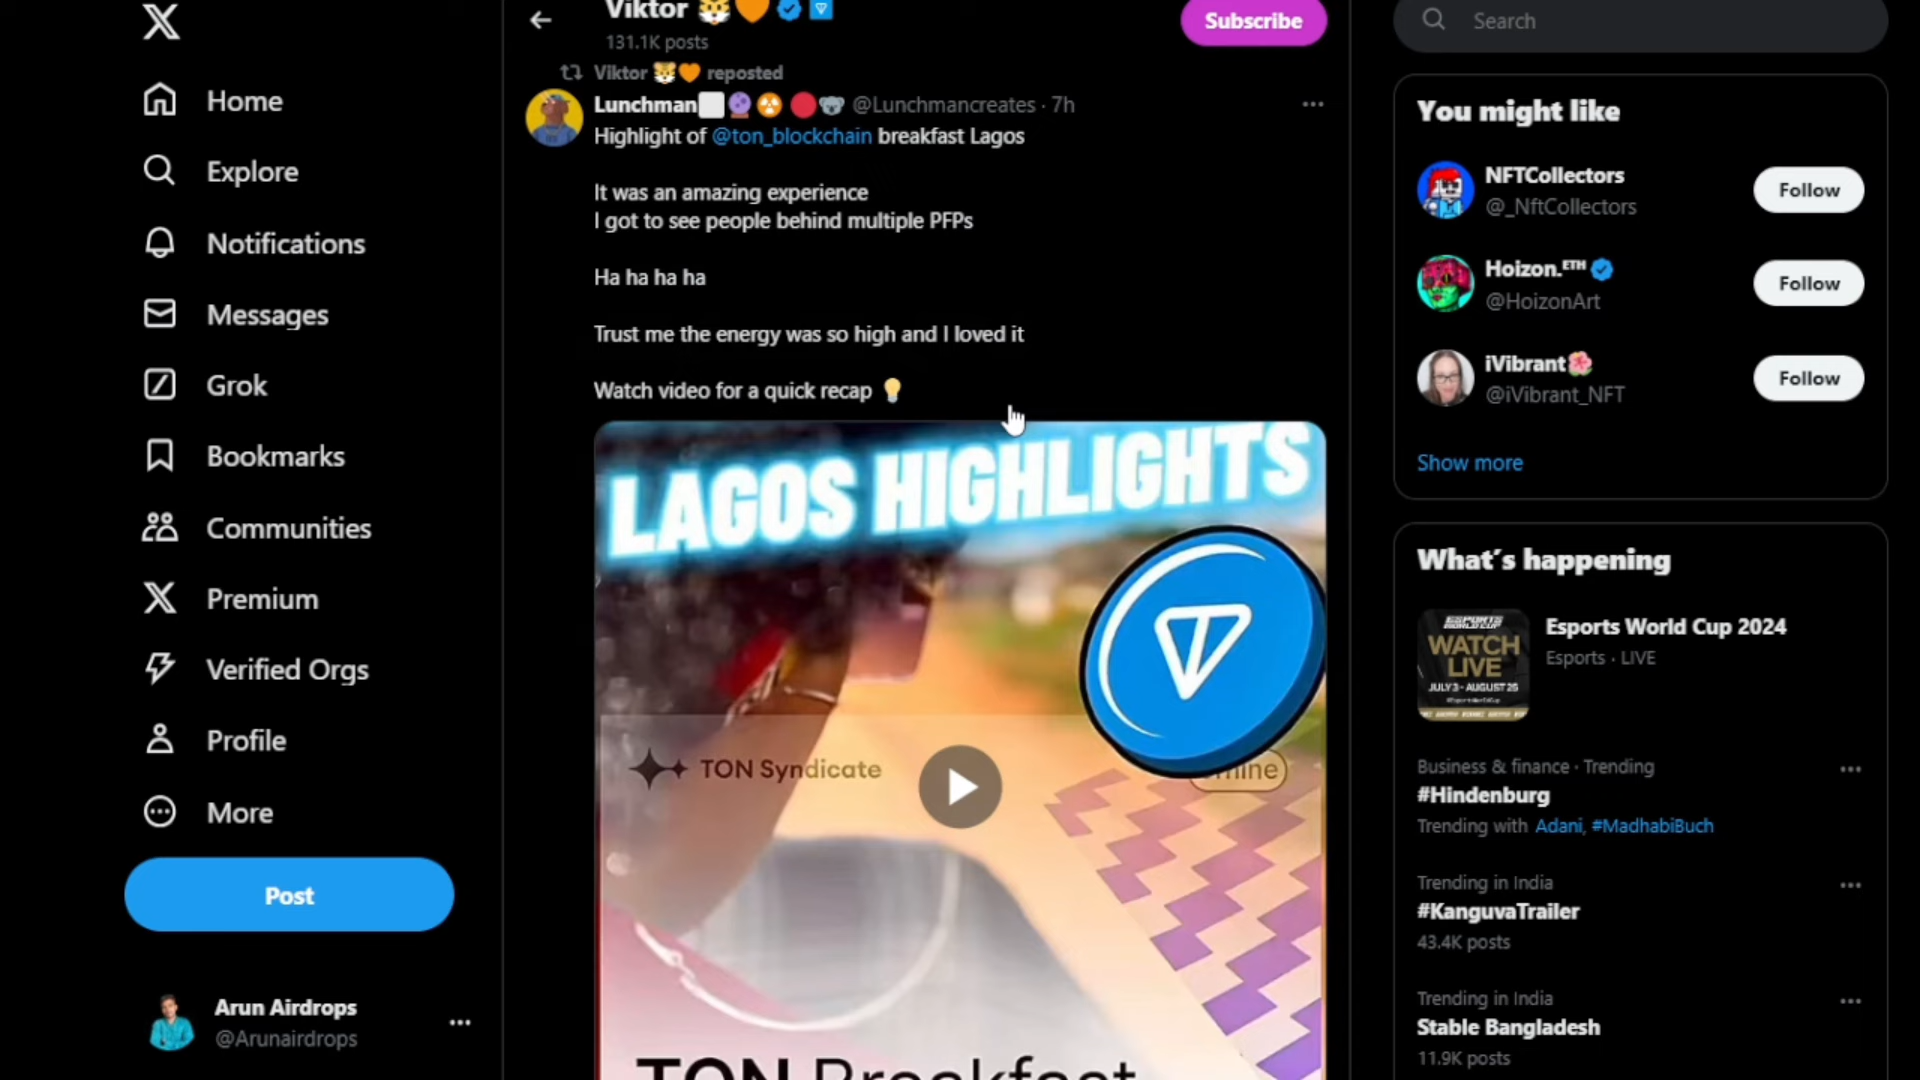 Home
Explore
Notifications
Messages
Grok
Bookmarks
Communities
Premium
Verified Orgs
Profile
More
Post
Arun Airdrops
@Arunairdrops
Viktor 🐯🧡
131.1K posts
Subscribe
Viktor 🐯🧡 reposted
Lunchman⬜🔮☢️🔴🐨 @Lunchmancreates · 7h
Highlight of @ton_blockchain breakfast Lagos
It was an amazing experience
I got to see people behind multiple PFPs
Ha ha ha ha
Trust me the energy was so high and I loved it
Watch video for a quick recap 💡
LAGOS HIGHLIGHTS
TON Syndicate
TON Breakfast
Search
You might like
NFTCollectors
@_NftCollectors
Follow
Hoizon.ᴱᵀᴴ
@HoizonArt
Follow
iVibrant🌺
@iVibrant_NFT
Follow
Show more
What's happening
ESPORTS
WORLD CUP
WATCH
LIVE
JULY 3 - AUGUST 25
Esports World Cup 2024
Esports · LIVE
Business & finance · Trending
#Hindenburg
Trending with Adani, #MadhabiBuch
Trending in India
#KanguvaTrailer
43.4K posts
Trending in India
Stable Bangladesh
11.9K posts